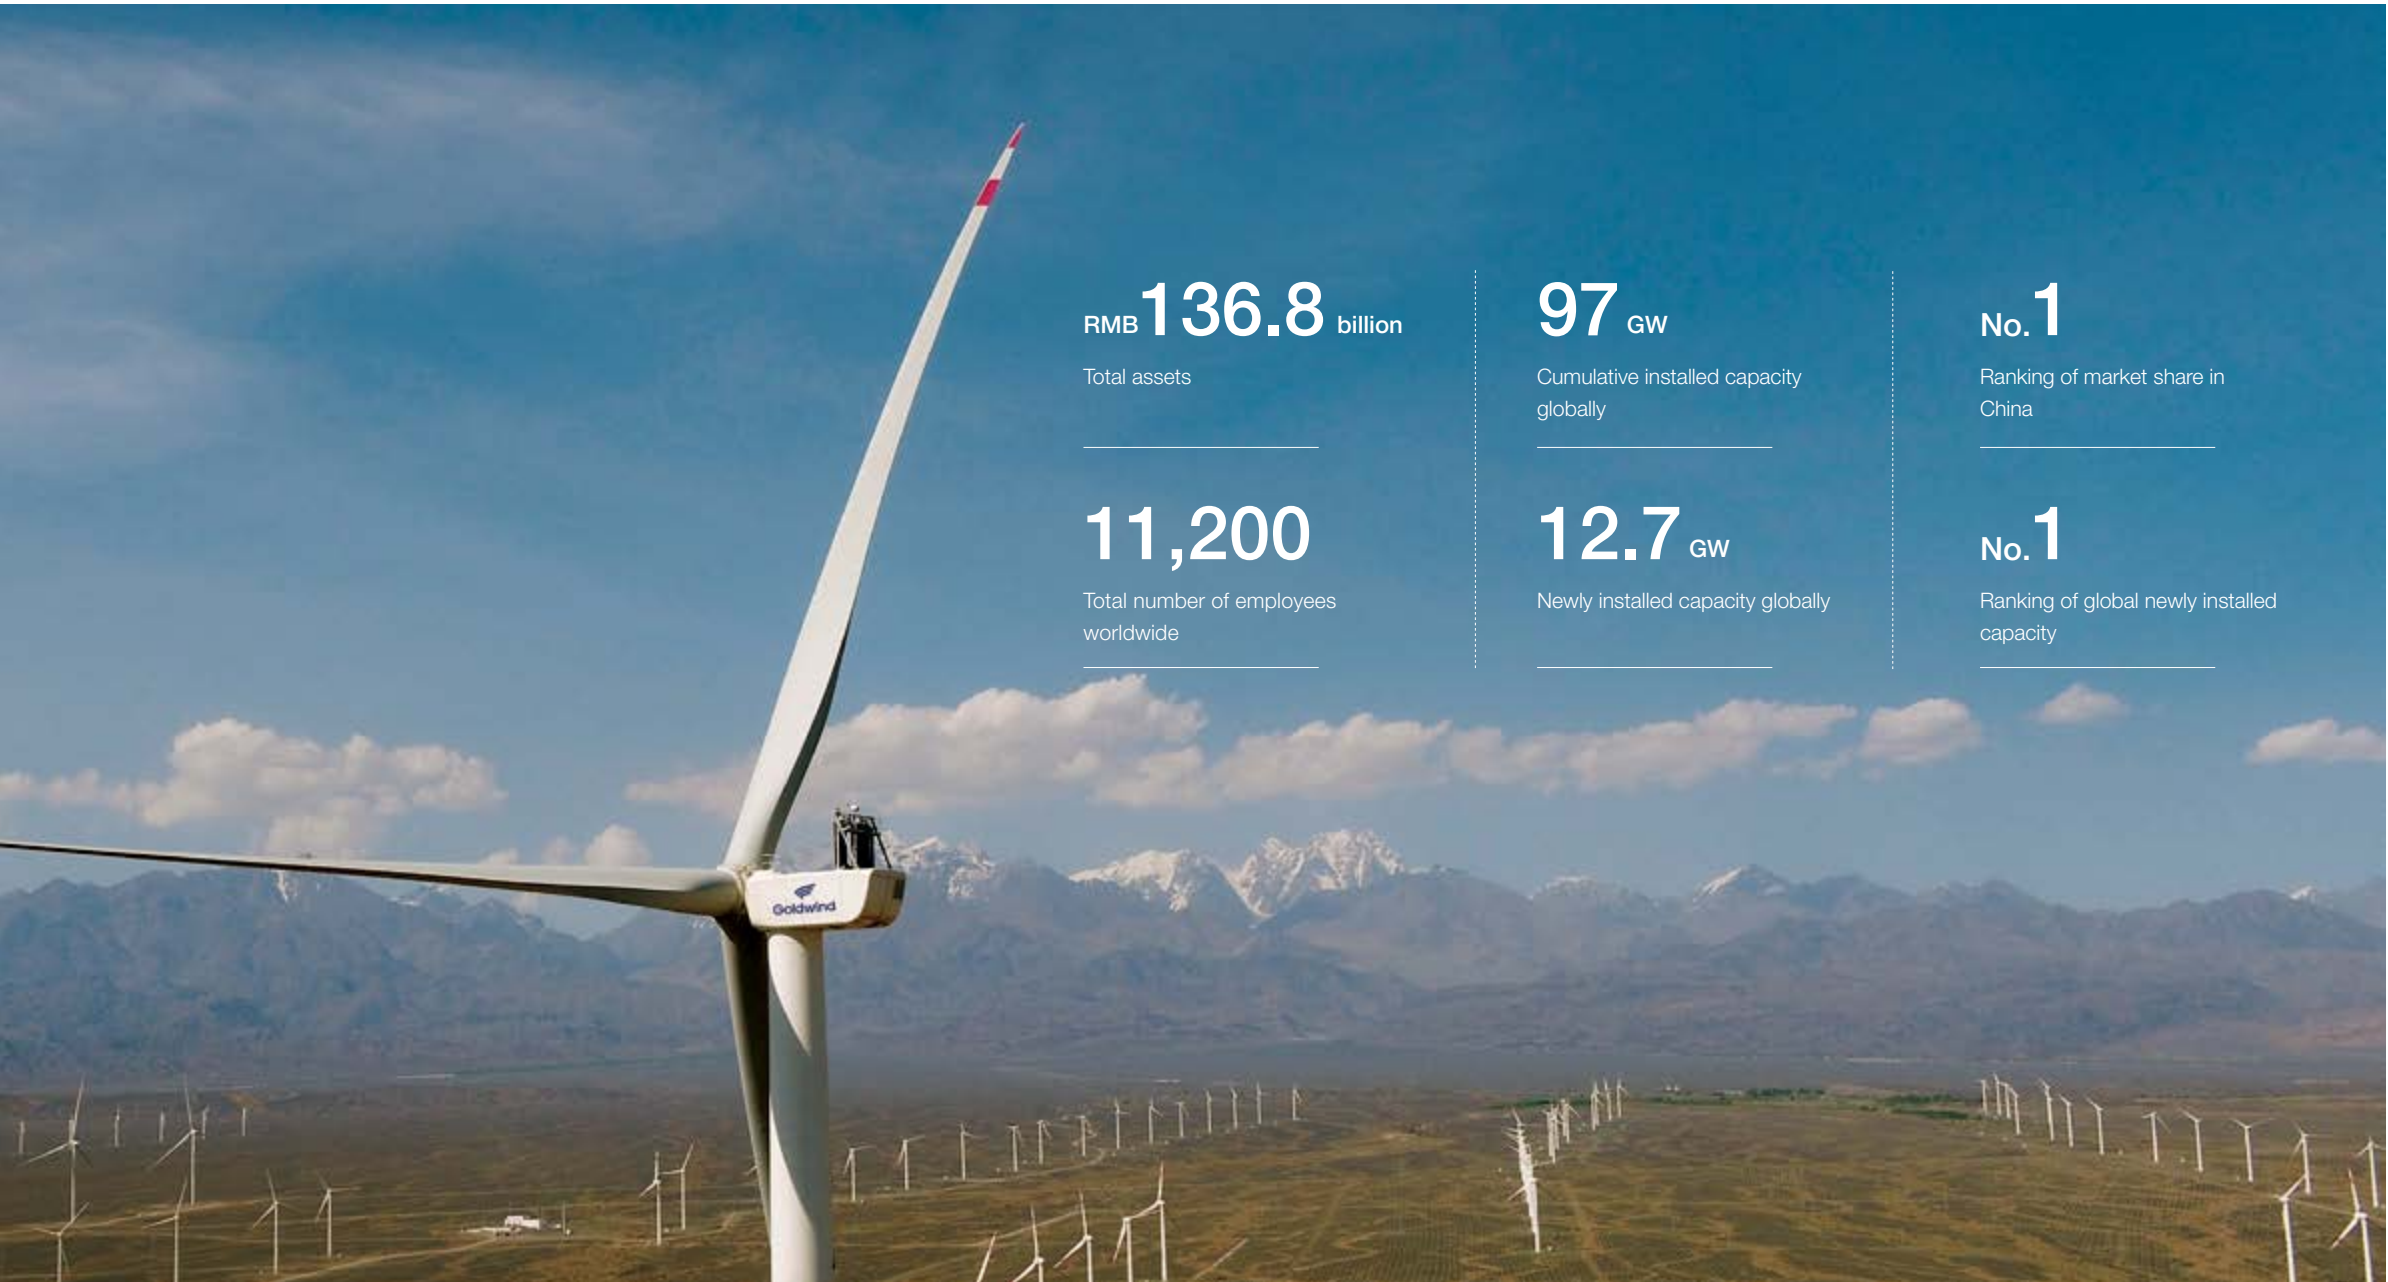 RMB 136.8 billion
Total assets
97 GW
Cumulative installed capacity
globally
No.1
Ranking of market share in
China
11,200
Total number of employees
worldwide
12.7 GW
Newly installed capacity globally
No.1
Ranking of global newly installed
capacity
Goldwind